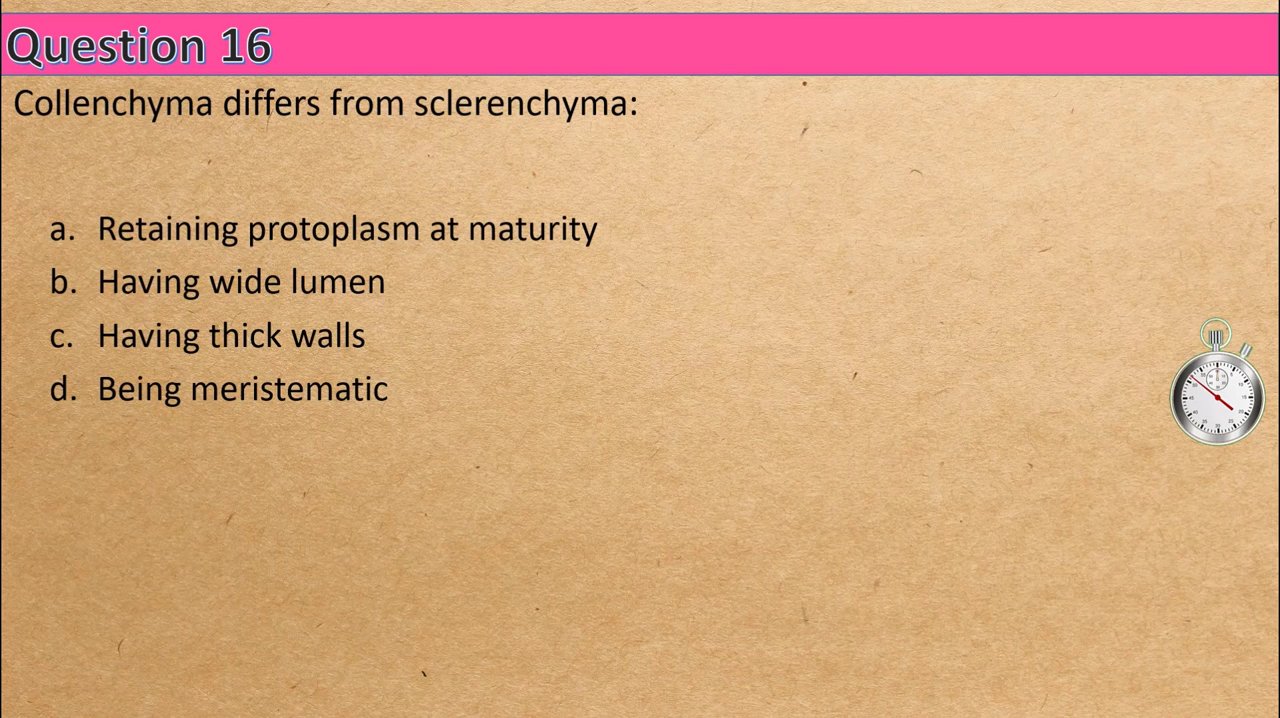 Question 16
Collenchyma differs from sclerenchyma:
a. Retaining protoplasm at maturity
b. Having wide lumen
c. Having thick walls
d. Being meristematic